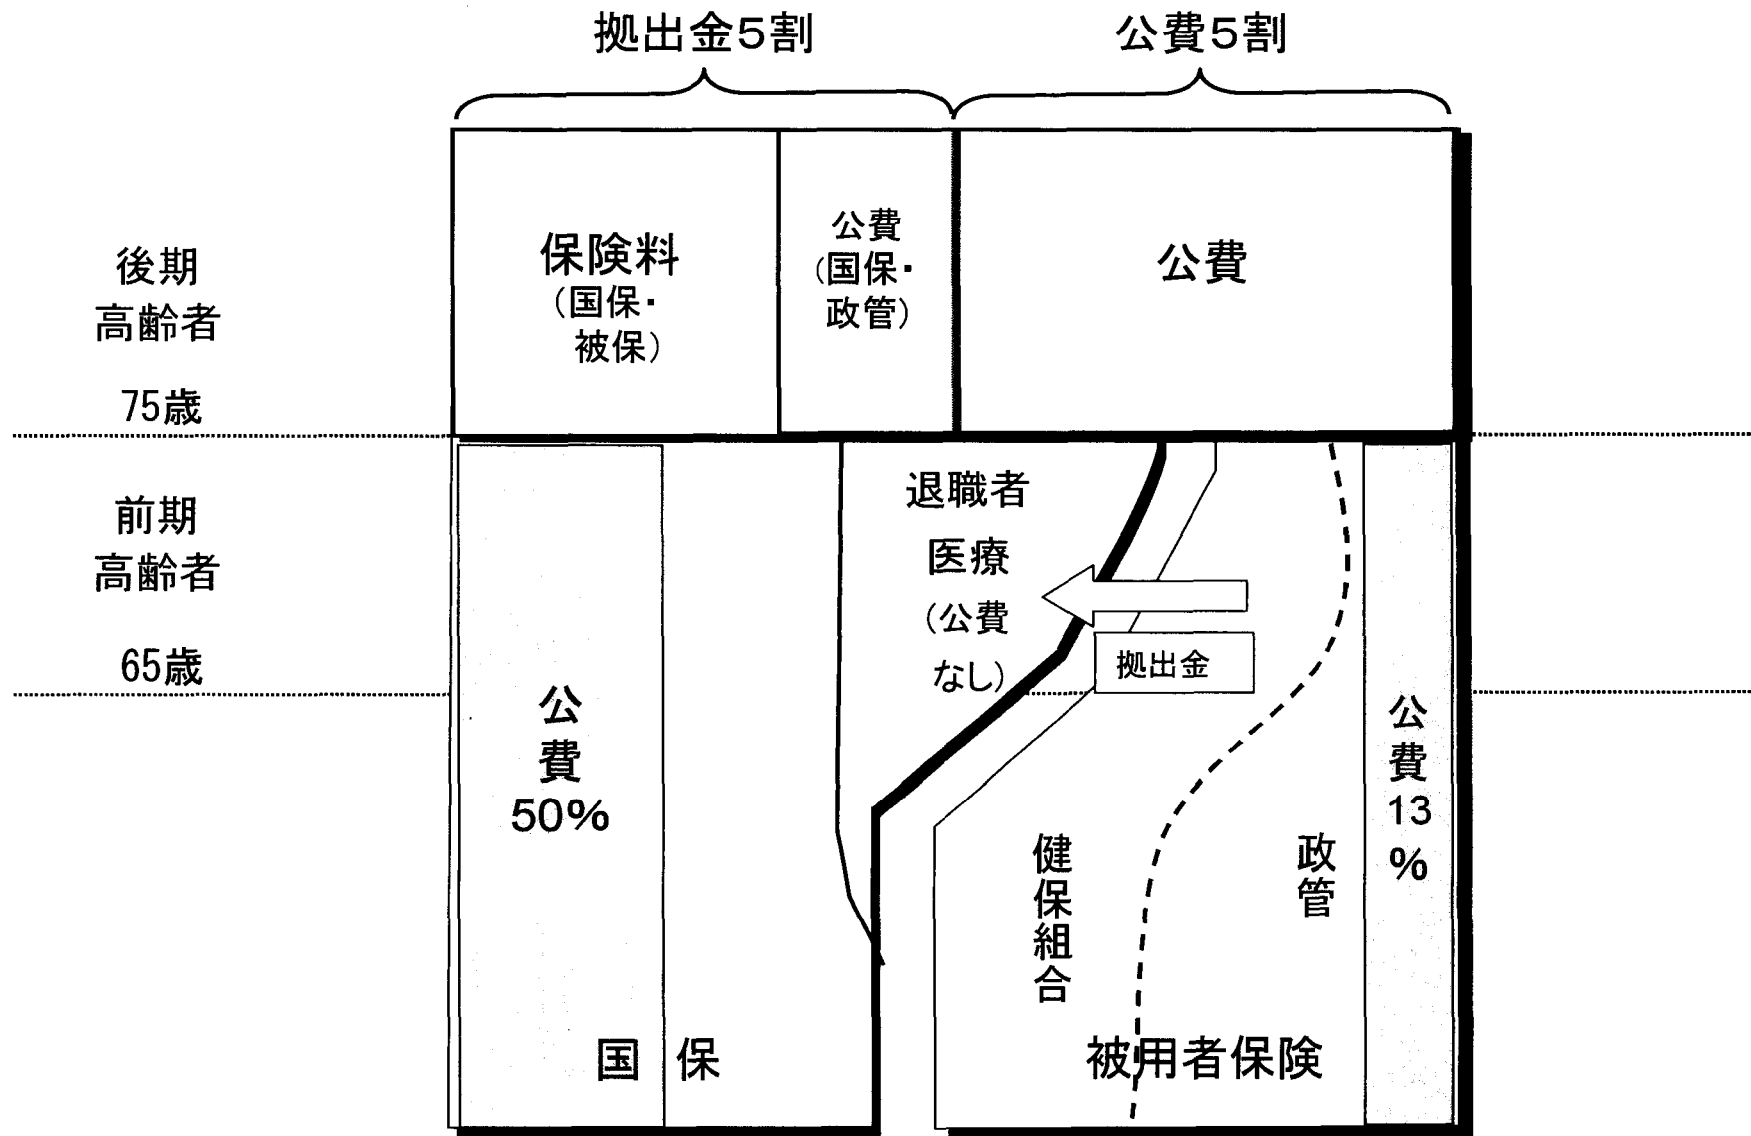 拠出金5割
公費5割
後期
高齢者
75歳
保険料
(国保・
被保)
公費
(国保・
政管)
公費
前期
高齢者
65歳
退職者
医療
(公費
なし)
拠出金
公
費
50%
国保
健
保
組
合
政
管
被用者保険
公
費
13
%